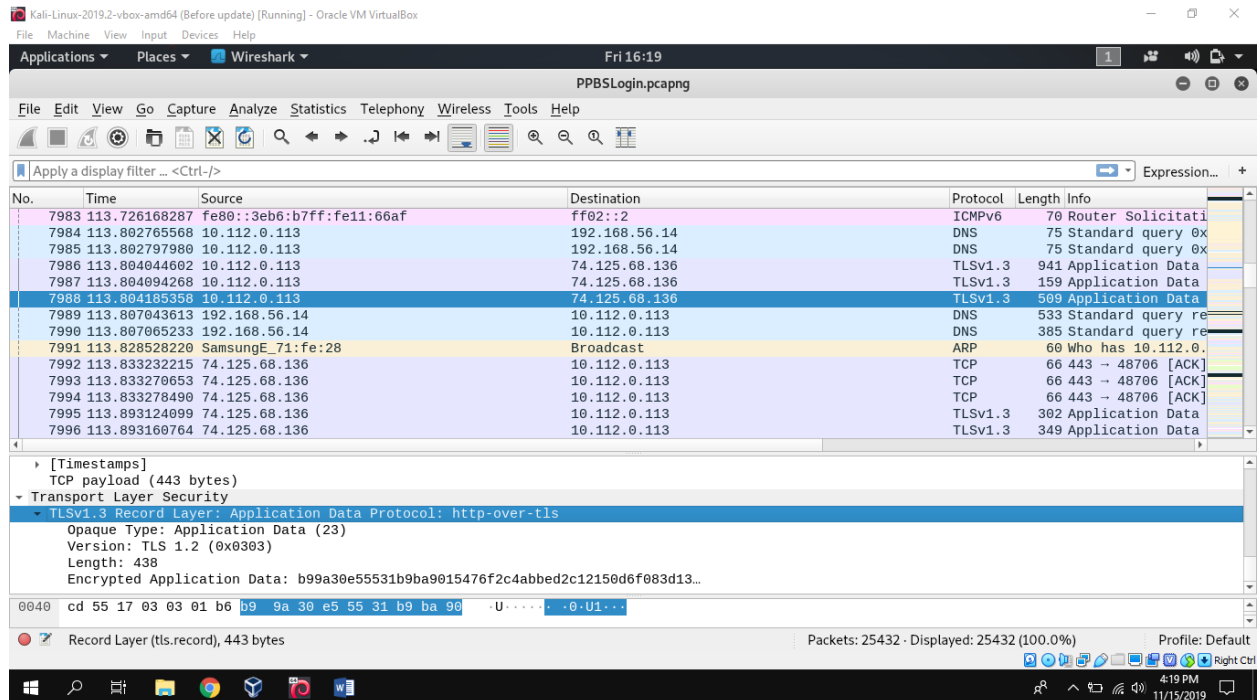 Kali-Linux-2019.2-vbox-amd64 (Before update) [Running] - Oracle VM VirtualBox
File Machine View Input Devices Help
Applications Places Wireshark Fri 16:19 1
PPBSLogin.pcapng
File Edit View Go Capture Analyze Statistics Telephony Wireless Tools Help
Apply a display filter ... <Ctrl-/> Expression... +
No. Time Source Destination Protocol Length Info
7983 113.726168287 fe80::3eb6:b7ff:fe11:66af ff02::2 ICMPv6 70 Router Solicitati
7984 113.802765568 10.112.0.113 192.168.56.14 DNS 75 Standard query 0x
7985 113.802797980 10.112.0.113 192.168.56.14 DNS 75 Standard query 0x
7986 113.804044602 10.112.0.113 74.125.68.136 TLSv1.3 941 Application Data
7987 113.804094268 10.112.0.113 74.125.68.136 TLSv1.3 159 Application Data
7988 113.804185358 10.112.0.113 74.125.68.136 TLSv1.3 509 Application Data
7989 113.807043613 192.168.56.14 10.112.0.113 DNS 533 Standard query re
7990 113.807065233 192.168.56.14 10.112.0.113 DNS 385 Standard query re
7991 113.828528220 SamsungE_71:fe:28 Broadcast ARP 60 Who has 10.112.0.
7992 113.833232215 74.125.68.136 10.112.0.113 TCP 66 443 → 48706 [ACK]
7993 113.833270653 74.125.68.136 10.112.0.113 TCP 66 443 → 48706 [ACK]
7994 113.833278490 74.125.68.136 10.112.0.113 TCP 66 443 → 48706 [ACK]
7995 113.893124099 74.125.68.136 10.112.0.113 TLSv1.3 302 Application Data
7996 113.893160764 74.125.68.136 10.112.0.113 TLSv1.3 349 Application Data
[Timestamps]
TCP payload (443 bytes)
Transport Layer Security
TLSv1.3 Record Layer: Application Data Protocol: http-over-tls
Opaque Type: Application Data (23)
Version: TLS 1.2 (0x0303)
Length: 438
Encrypted Application Data: b99a30e55531b9ba9015476f2c4abbed2c12150d6f083d13…
0040 cd 55 17 03 03 01 b6 b9 9a 30 e5 55 31 b9 ba 90 ·U····· ··0·U1···
Record Layer (tls.record), 443 bytes Packets: 25432 · Displayed: 25432 (100.0%) Profile: Default
Right Ctrl
4:19 PM
11/15/2019